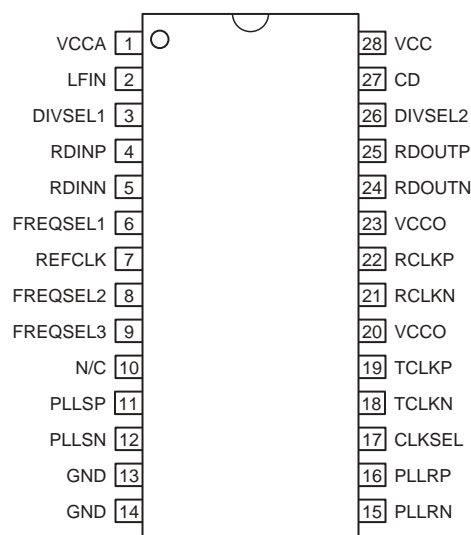 VCCA 1 28 VCC
LFIN 2 27 CD
DIVSEL1 3 26 DIVSEL2
RDINP 4 25 RDOUTP
RDINN 5 24 RDOUTN
FREQSEL1 6 23 VCCO
REFCLK 7 22 RCLKP
FREQSEL2 8 21 RCLKN
FREQSEL3 9 20 VCCO
N/C 10 19 TCLKP
PLLSP 11 18 TCLKN
PLLSN 12 17 CLKSEL
GND 13 16 PLLRP
GND 14 15 PLLRN